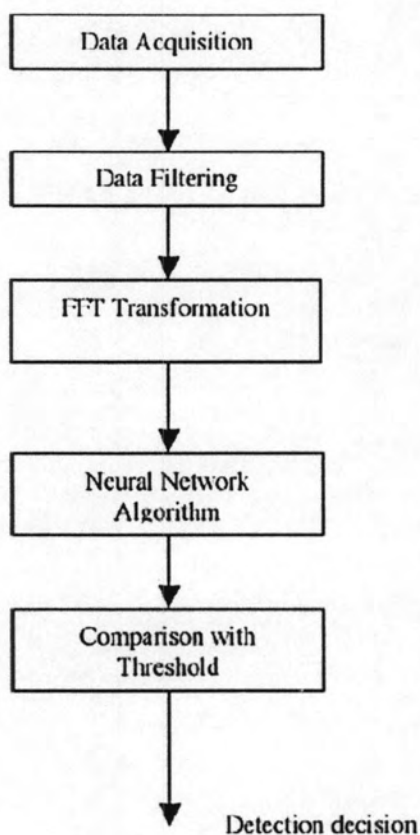 Data Acquisition
Data Filtering
FFT Transformation
Neural Network
Algorithm
Comparison with
Threshold
Detection decision